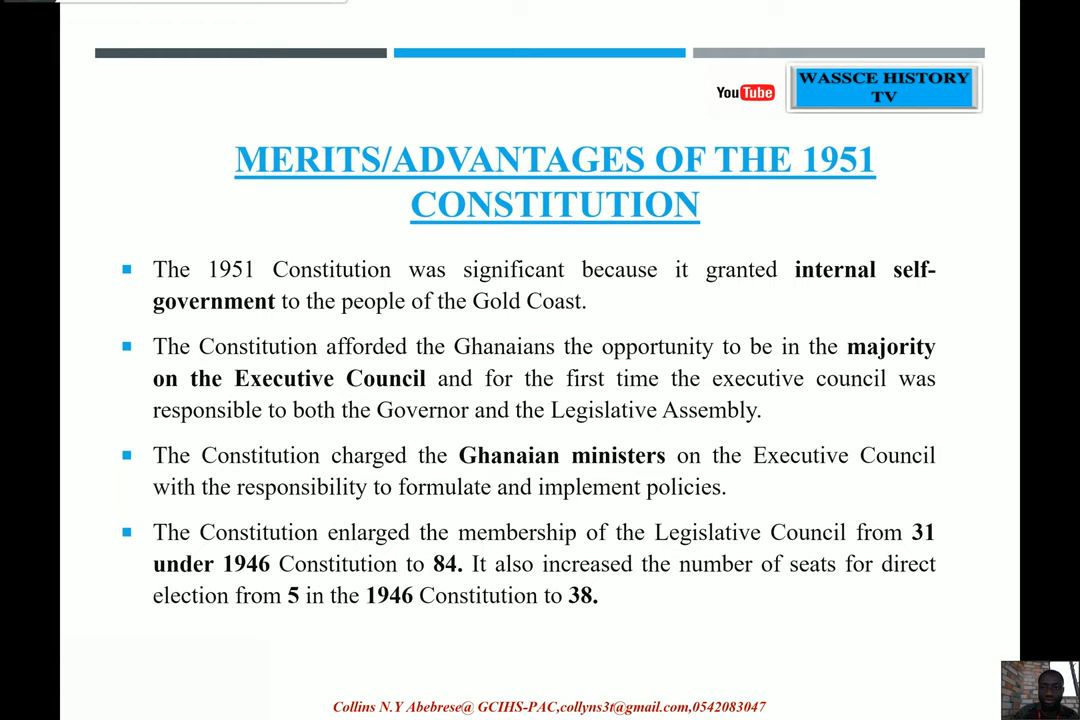 YouTube
WASSCE HISTORY
TV
MERITS/ADVANTAGES OF THE 1951
CONSTITUTION
The 1951 Constitution was significant because it granted internal self-
government to the people of the Gold Coast.
The Constitution afforded the Ghanaians the opportunity to be in the majority
on the Executive Council and for the first time the executive council was
responsible to both the Governor and the Legislative Assembly.
The Constitution charged the Ghanaian ministers on the Executive Council
with the responsibility to formulate and implement policies.
The Constitution enlarged the membership of the Legislative Council from 31
under 1946 Constitution to 84. It also increased the number of seats for direct
election from 5 in the 1946 Constitution to 38.
Collins N.Y Abebrese@ GCIHS-PAC,collyns3t@gmail.com,0542083047